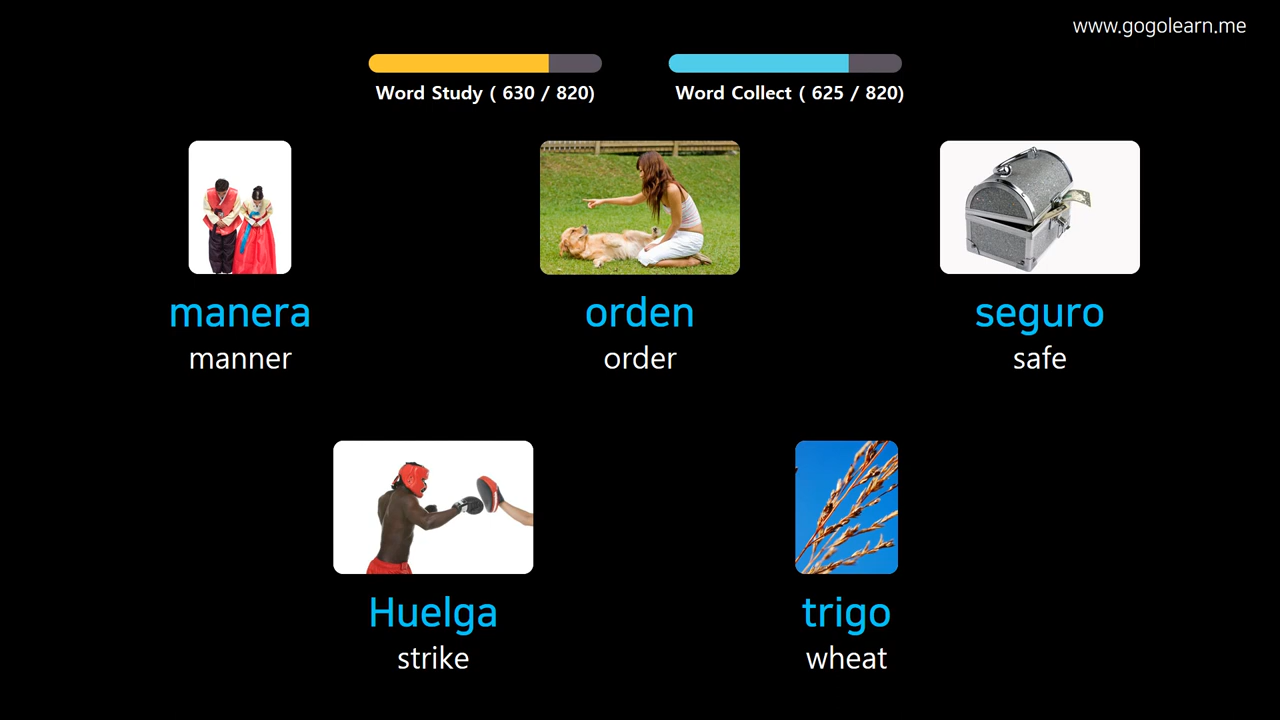 www.gogolearn.me
Word Study ( 630 / 820)
Word Collect ( 625 / 820)
manera
manner
orden
order
seguro
safe
Huelga
strike
trigo
wheat